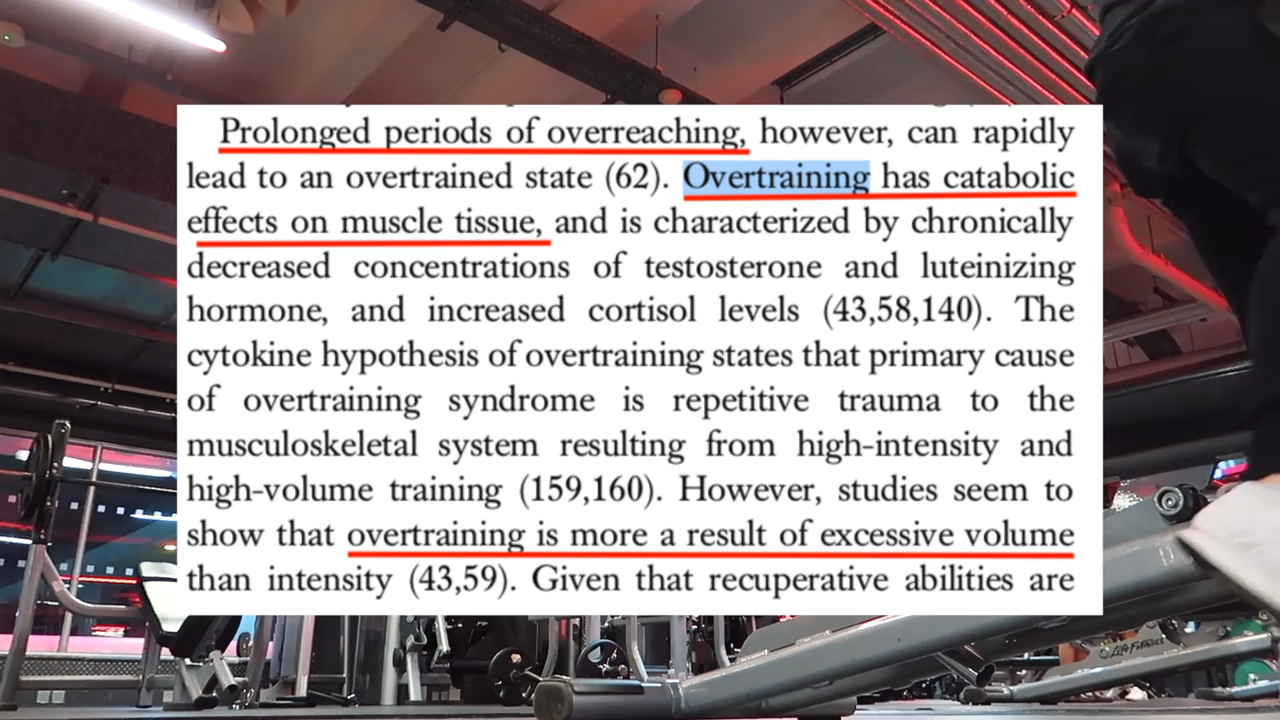 Prolonged periods of overreaching, however, can rapidly
lead to an overtrained state (62). Overtraining has catabolic
effects on muscle tissue, and is characterized by chronically
decreased concentrations of testosterone and luteinizing
hormone, and increased cortisol levels (43,58,140). The
cytokine hypothesis of overtraining states that primary cause
of overtraining syndrome is repetitive trauma to the
musculoskeletal system resulting from high-intensity and
high-volume training (159,160). However, studies seem to
show that overtraining is more a result of excessive volume
than intensity (43,59). Given that recuperative abilities are
Life Fitness